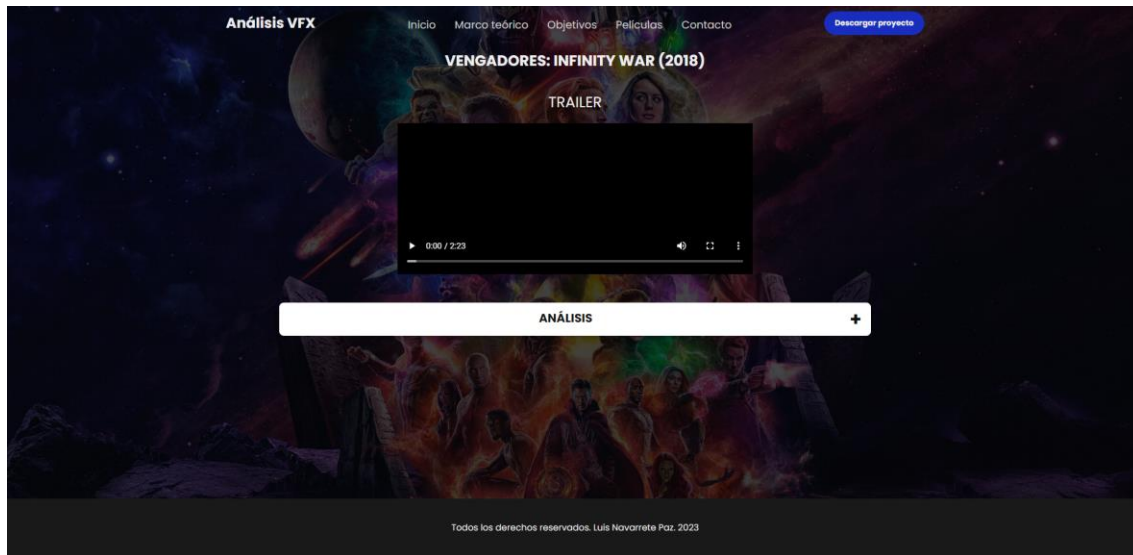 Análisis VFX
Inicio Marco teórico Objetivos Películas Contacto
Descargar proyecto
VENGADORES: INFINITY WAR (2018)
TRAILER
0:00 / 2:23
ANÁLISIS +
Todos los derechos reservados. Luis Navarrete Paz. 2023